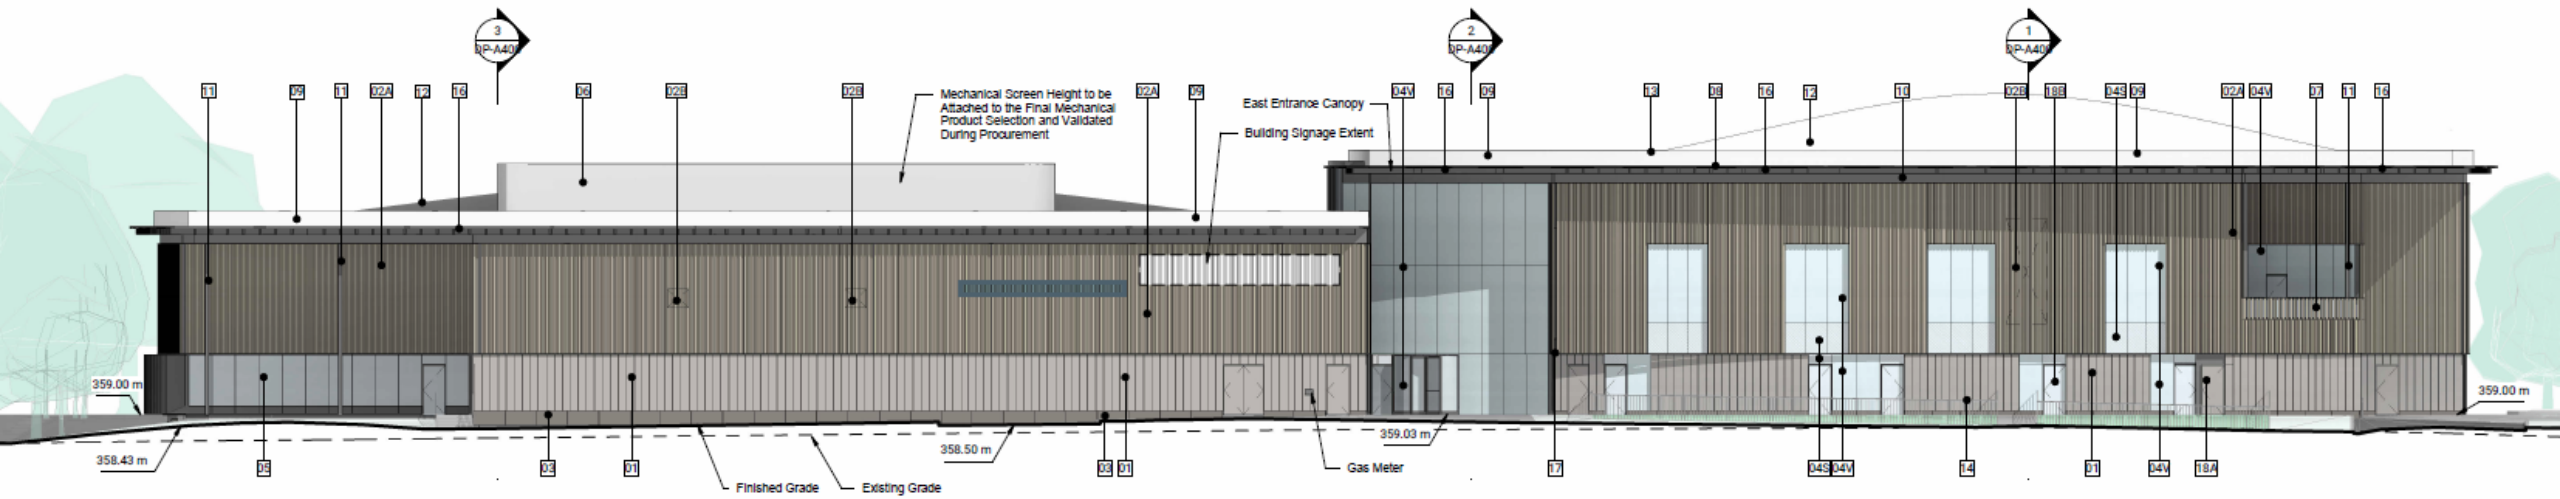 3
DP-A400
2
DP-A400
1
DP-A400
11
09
11
02A
12
16
06
02B
02B
Mechanical Screen Height to be
Attached to the Final Mechanical
Product Selection and Validated
During Procurement
02A
09
East Entrance Canopy
Building Signage Extent
04V
16
09
13
08
16
12
10
02B
18B
04S
09
02A
04V
07
11
16
359.00 m
359.00 m
358.43 m
05
03
01
Finished Grade
Existing Grade
358.50 m
03
01
Gas Meter
359.03 m
17
04S
04V
14
01
04V
18A